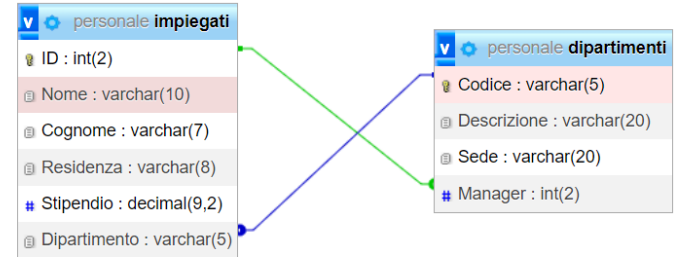 v personale impiegati
ID : int(2)
Nome : varchar(10)
Cognome : varchar(7)
Residenza : varchar(8)
# Stipendio : decimal(9,2)
Dipartimento : varchar(5)
v personale dipartimenti
Codice : varchar(5)
Descrizione : varchar(20)
Sede : varchar(20)
# Manager : int(2)